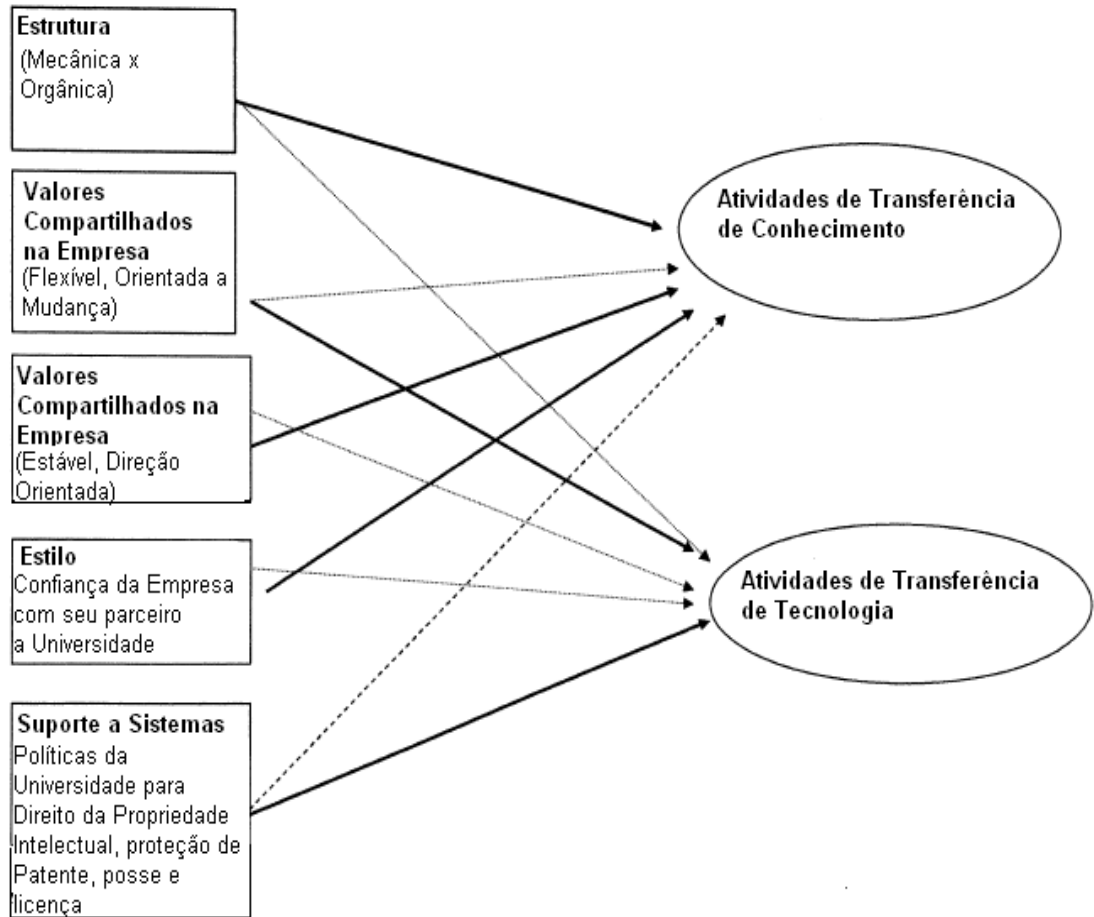 Estrutura
(Mecânica x
Orgânica)
Valores
Compartilhados
na Empresa
(Flexível, Orientada a
Mudança)
Valores
Compartilhados na
Empresa
(Estável, Direção
Orientada)
Estilo
Confiança da Empresa
com seu parceiro
a Universidade
Suporte a Sistemas
Políticas da
Universidade para
Direito da Propriedade
Intelectual, proteção de
Patente, posse e
licença
Atividades de Transferência
de Conhecimento
Atividades de Transferência
de Tecnologia